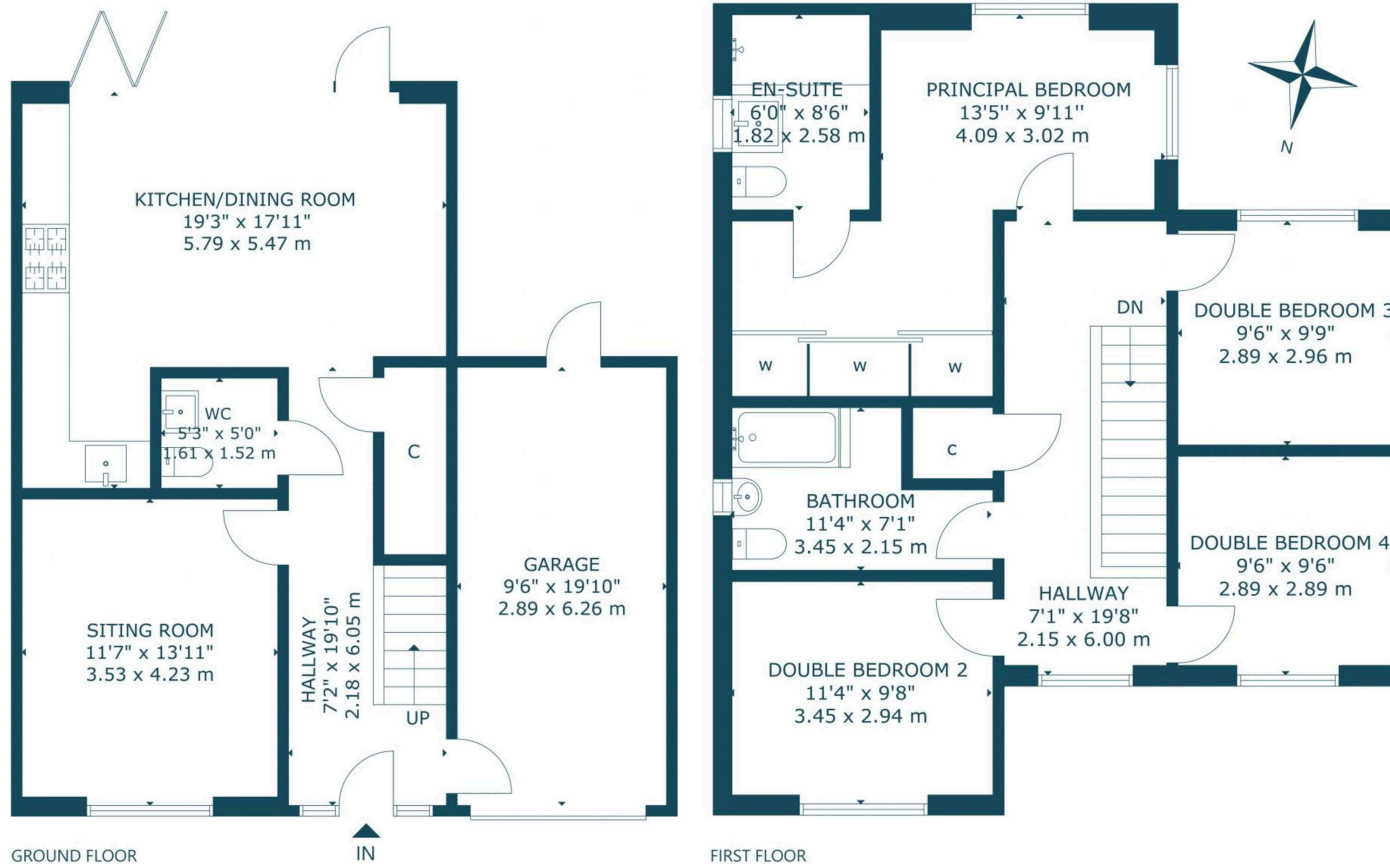 KITCHEN/DINING ROOM
19'3" x 17'11"
5.79 x 5.47 m
WC
5'3" x 5'0"
1.61 x 1.52 m
C
SITING ROOM
11'7" x 13'11"
3.53 x 4.23 m
HALLWAY
7'2" x 19'10"
2.18 x 6.05 m
UP
GARAGE
9'6" x 19'10"
2.89 x 6.26 m
IN
GROUND FLOOR
EN-SUITE
6'0" x 8'6"
1.82 x 2.58 m
PRINCIPAL BEDROOM
13'5'' x 9'11''
4.09 x 3.02 m
N
W
W
W
DN
DOUBLE BEDROOM 3
9'6" x 9'9"
2.89 x 2.96 m
C
BATHROOM
11'4" x 7'1"
3.45 x 2.15 m
DOUBLE BEDROOM 4
9'6" x 9'6"
2.89 x 2.89 m
HALLWAY
7'1" x 19'8"
2.15 x 6.00 m
DOUBLE BEDROOM 2
11'4" x 9'8"
3.45 x 2.94 m
FIRST FLOOR